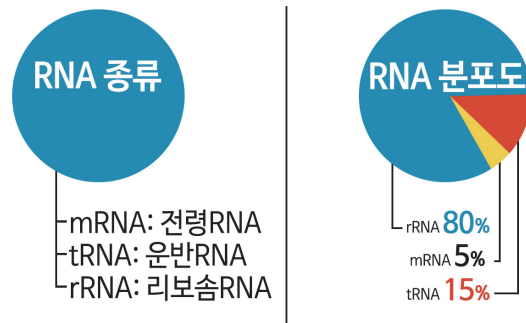 RNA 종류
mRNA: 전령RNA
tRNA: 운반RNA
rRNA: 리보솜RNA
RNA 분포도
rRNA 80%
mRNA 5%
tRNA 15%